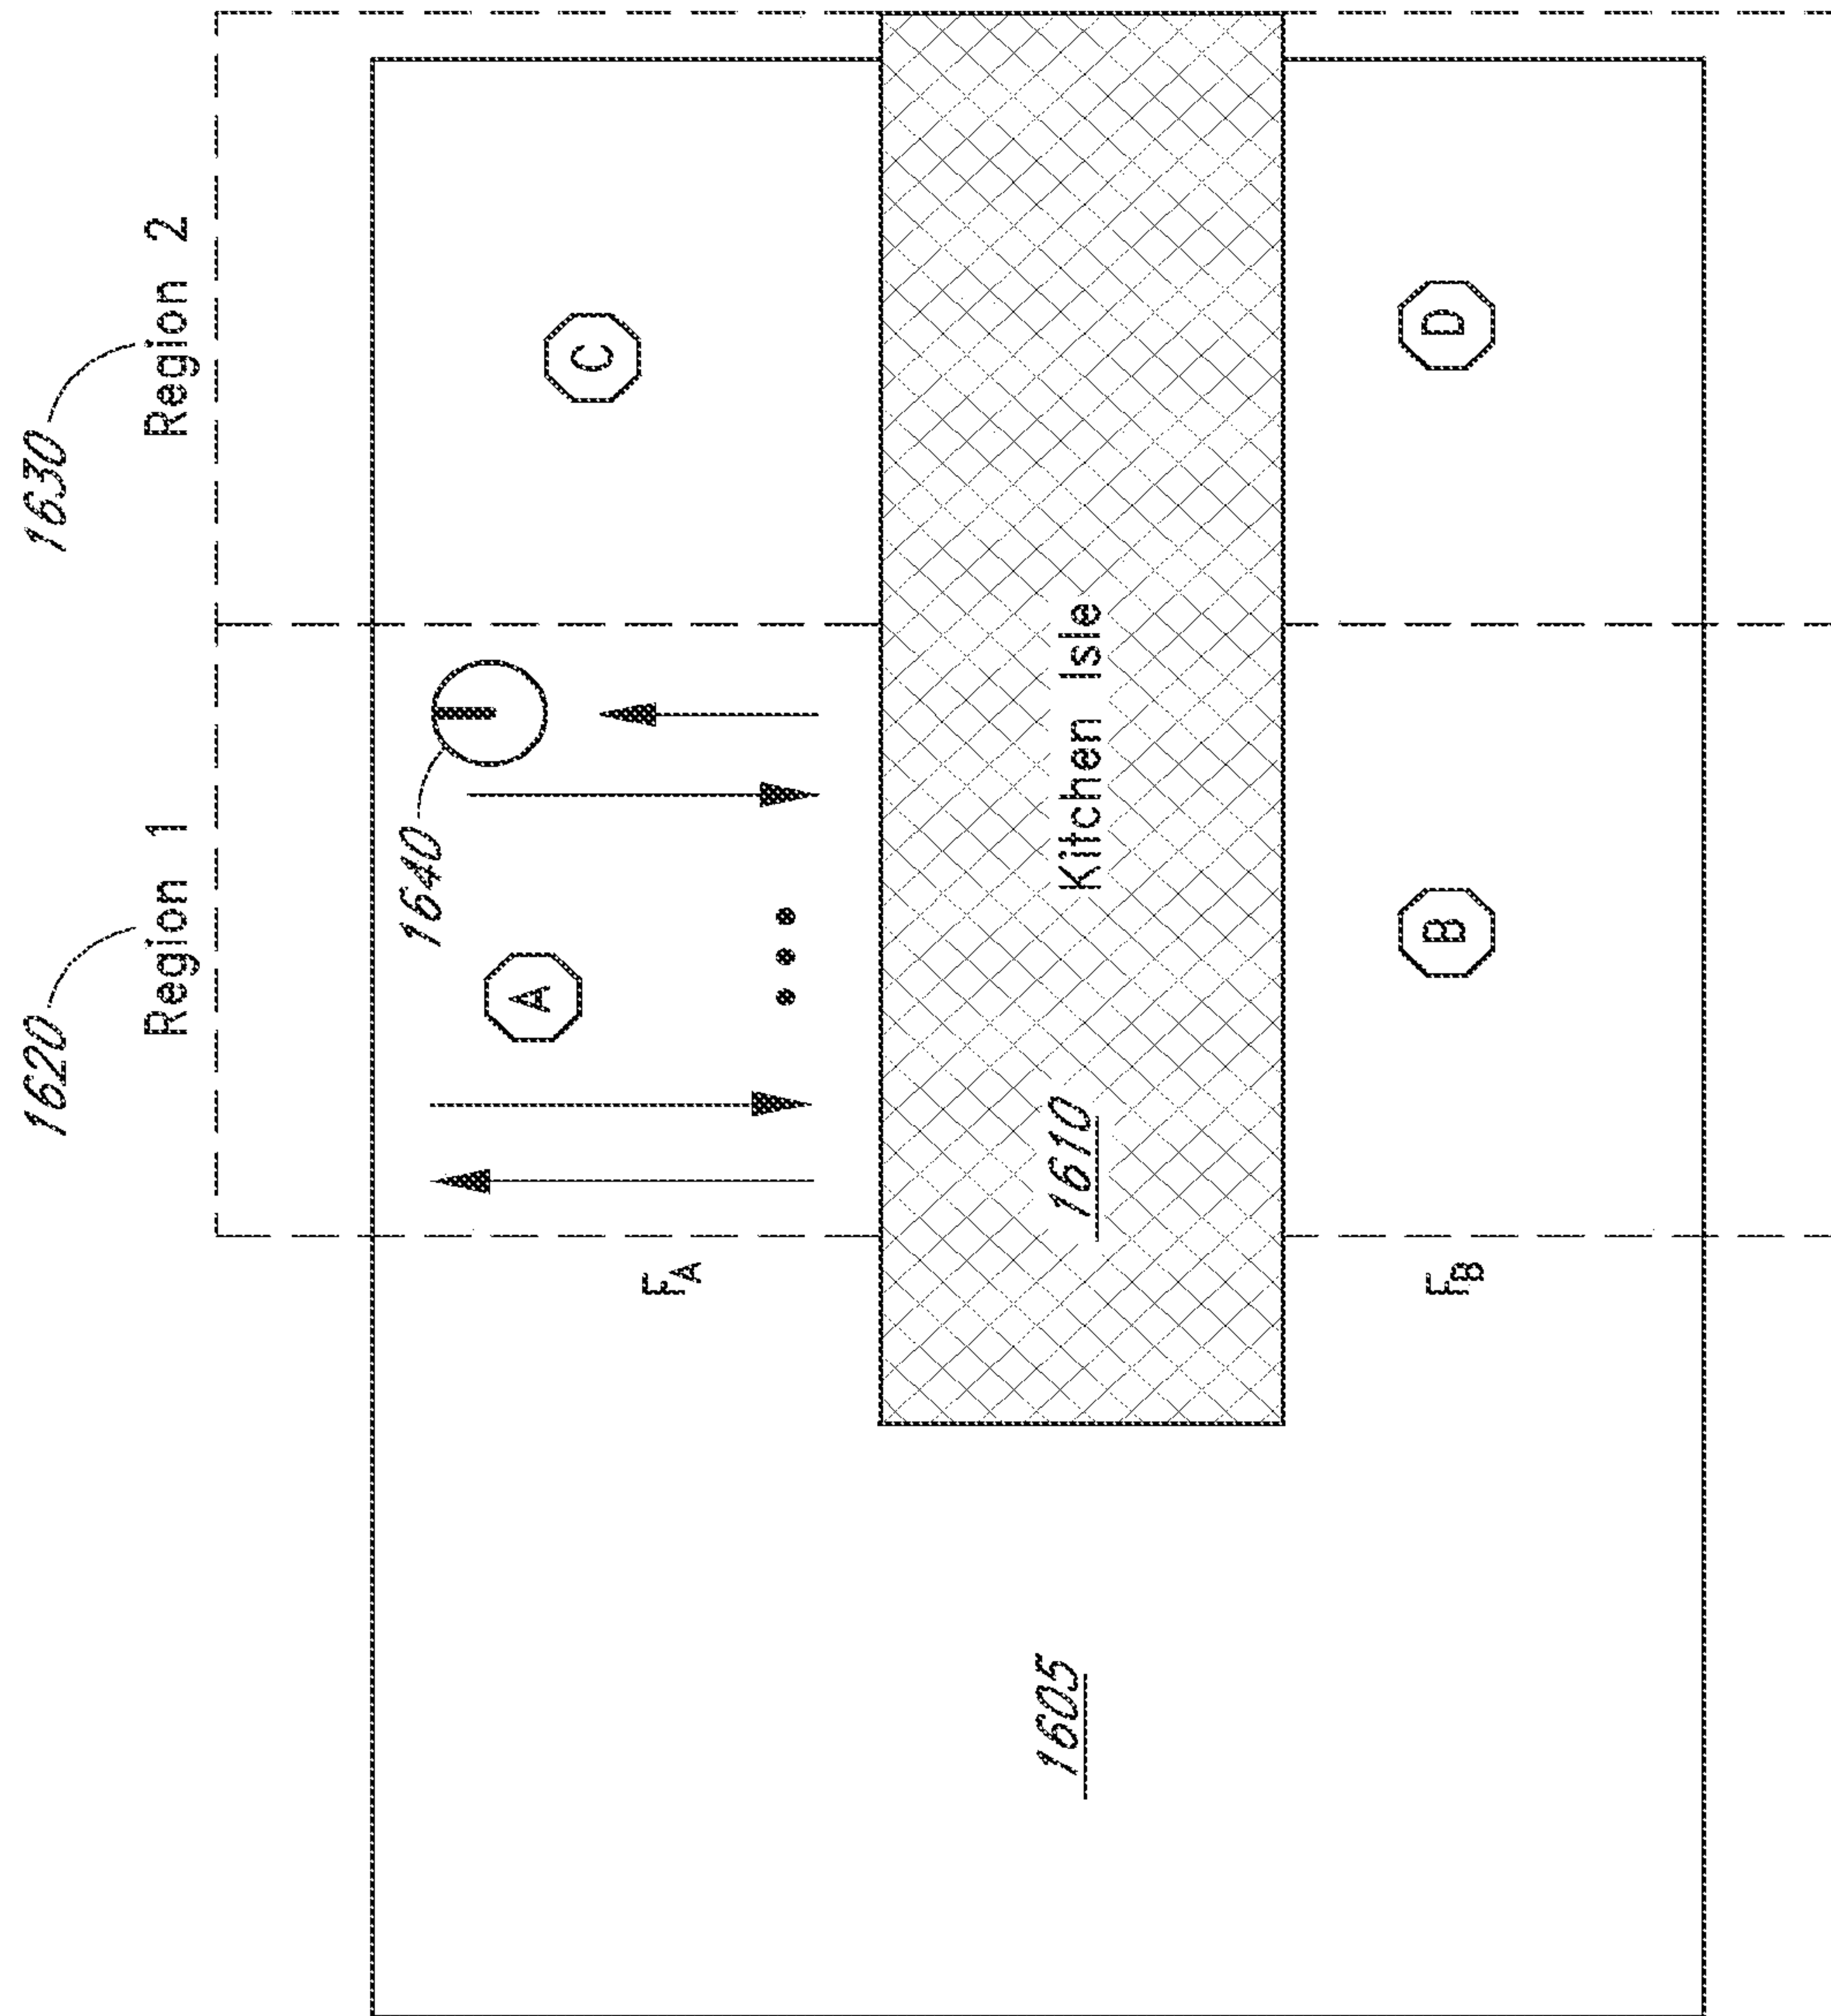 1620
1630
Region 1
Region 2
1640
A
C
F_A
1605
1610
Kitchen Isle
F_B
B
D